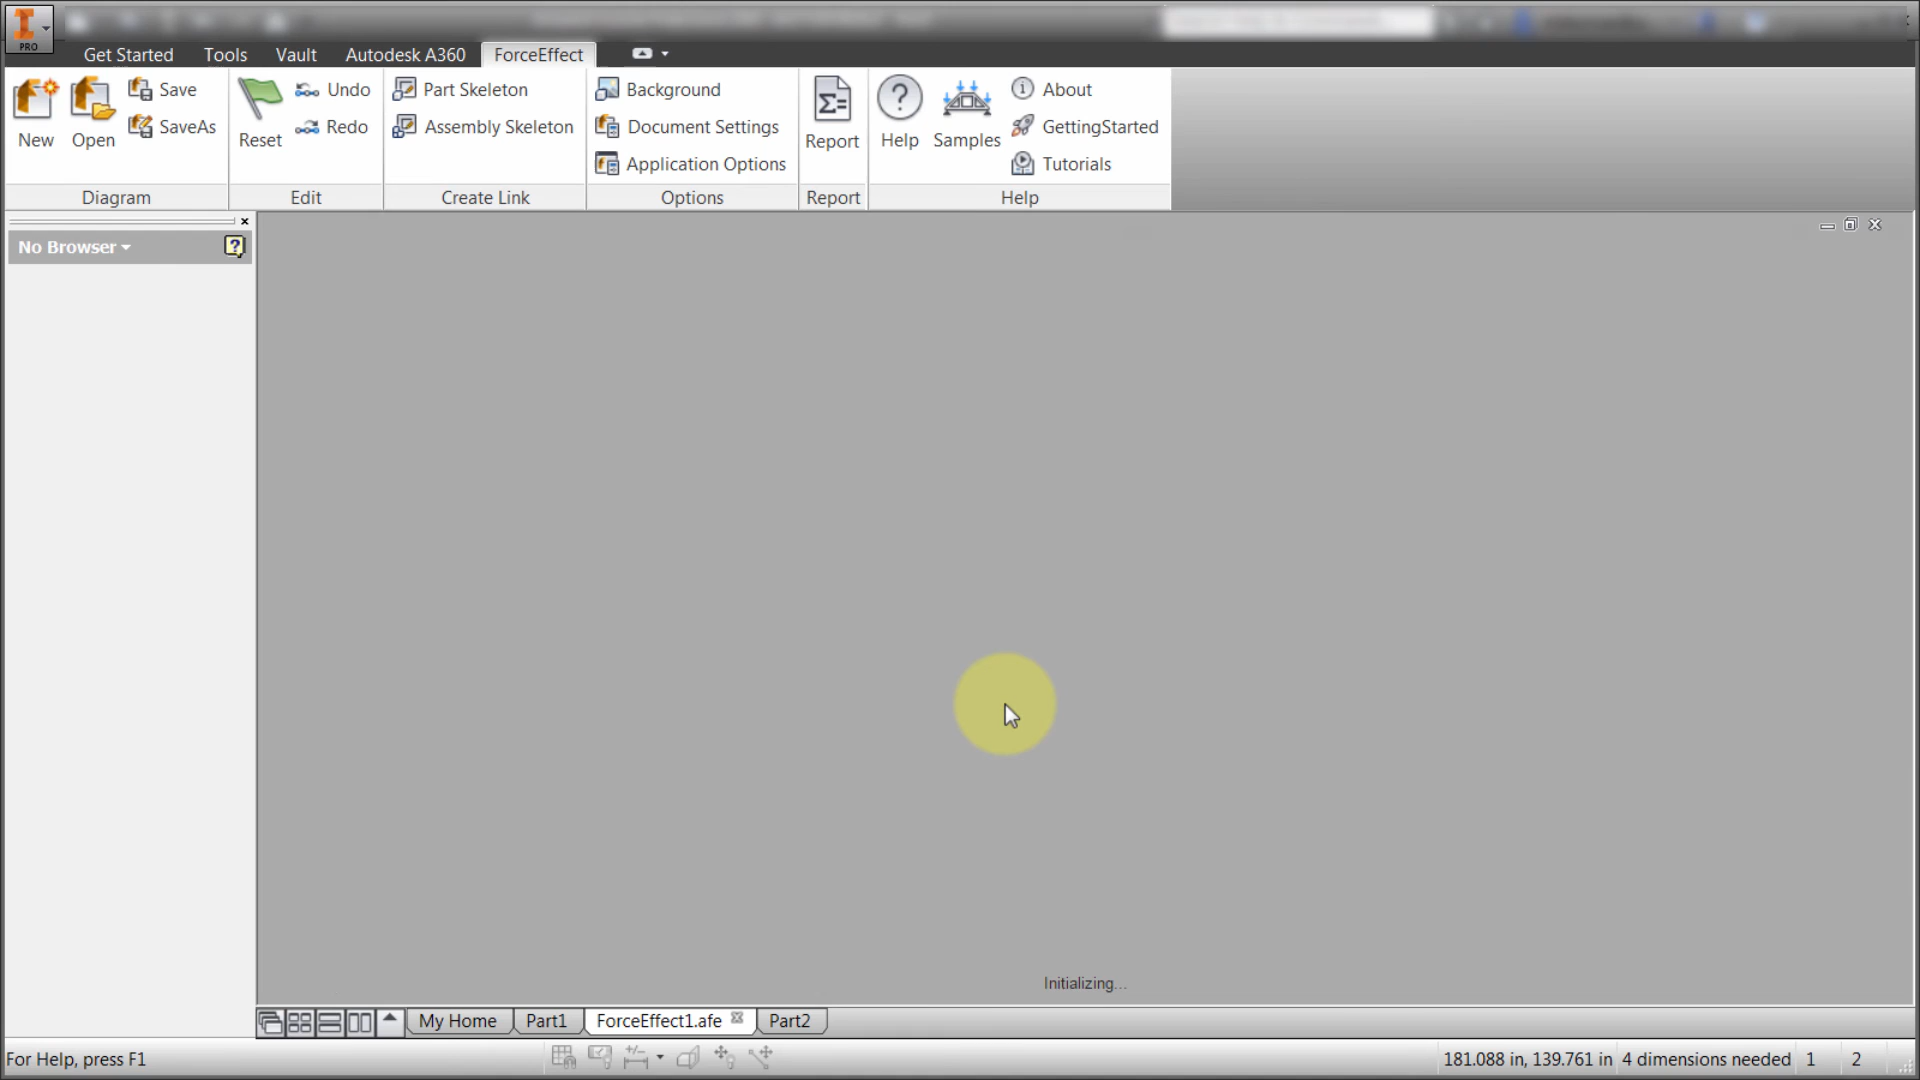 PRO
Get Started Tools Vault Autodesk A360 ForceEffect
New Open Save SaveAs Reset Undo Redo Part Skeleton Assembly Skeleton Background Document Settings Application Options Report Help Samples About GettingStarted Tutorials
Diagram Edit Create Link Options Report Help
No Browser
Initializing...
My Home Part1 ForceEffect1.afe Part2
For Help, press F1 181.088 in, 139.761 in 4 dimensions needed 1 2